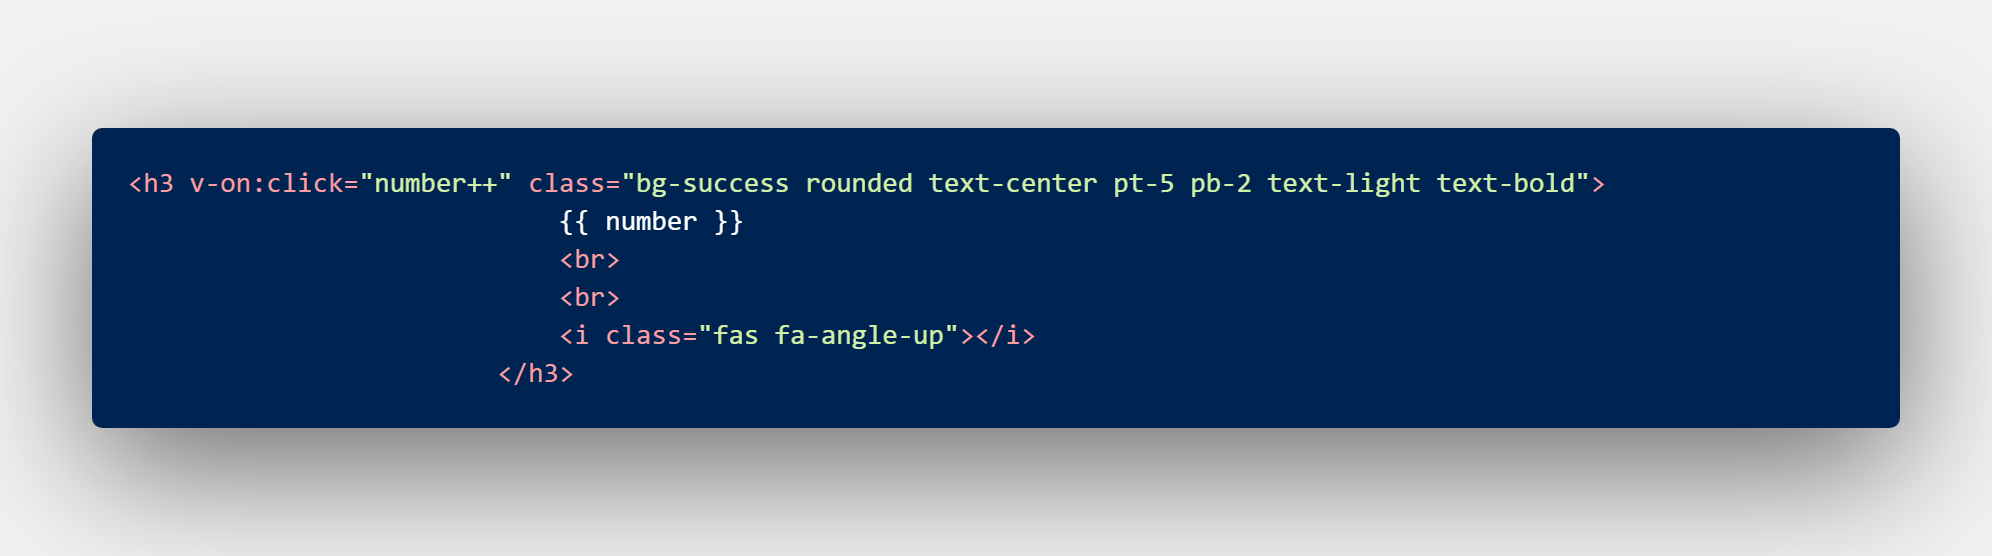 <h3 v-on:click="number++" class="bg-success rounded text-center pt-5 pb-2 text-light text-bold">
{{ number }}
<br>
<br>
<i class="fas fa-angle-up"></i>
</h3>